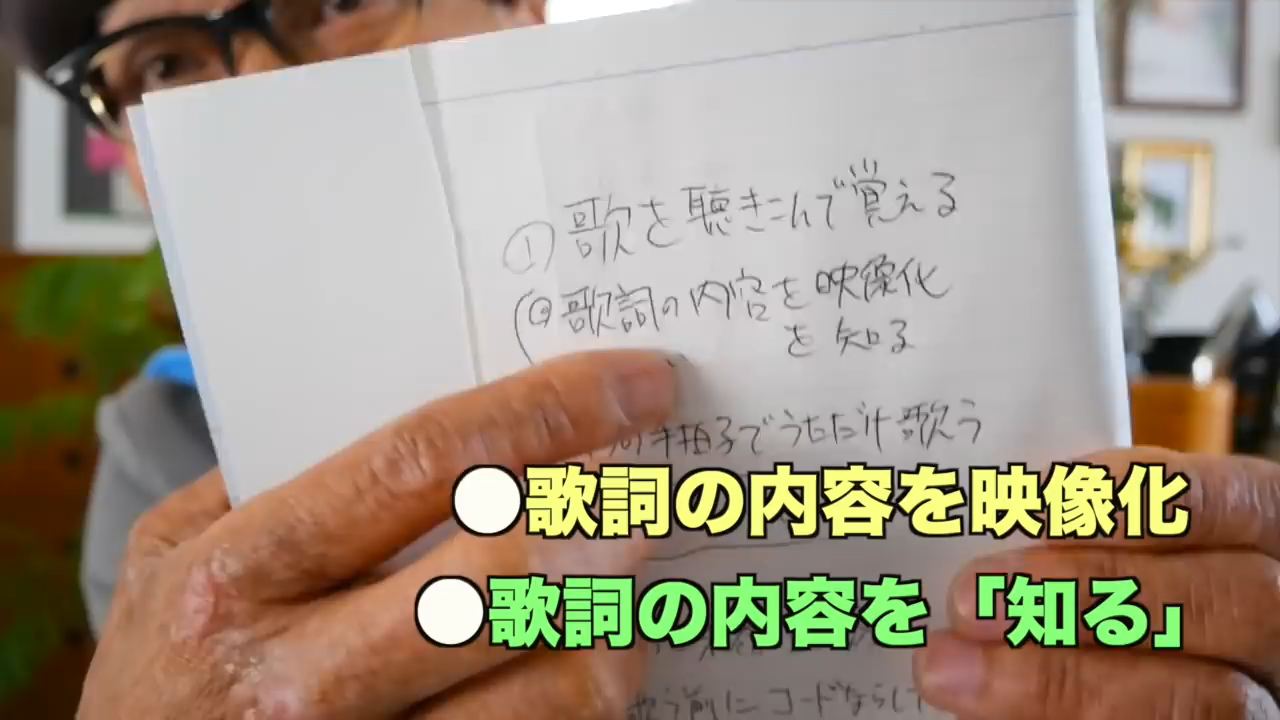 ① 歌を聴きこんで覚える
歌詞の内容を映像化
を知る
手拍子でうただけ歌う
●歌詞の内容を映像化
●歌詞の内容を「知る」
歌う前に コードならして